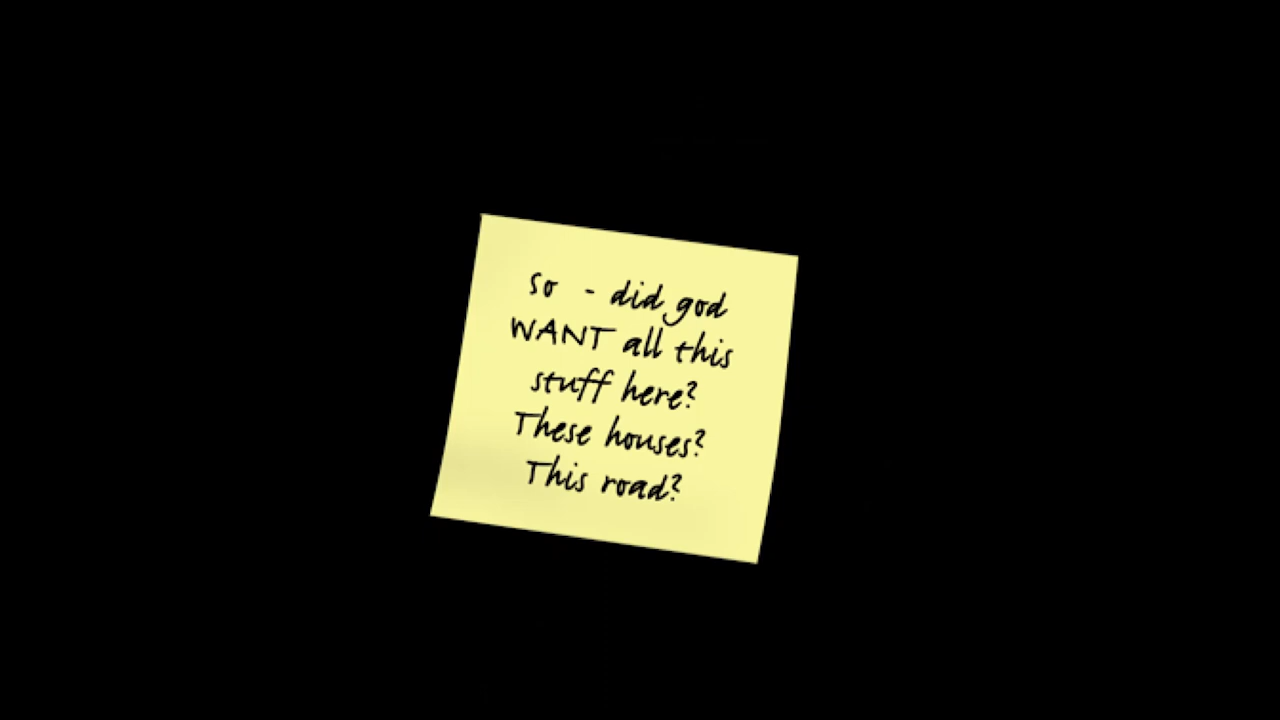 so - did god
WANT all this
stuff here?
These houses?
This road?